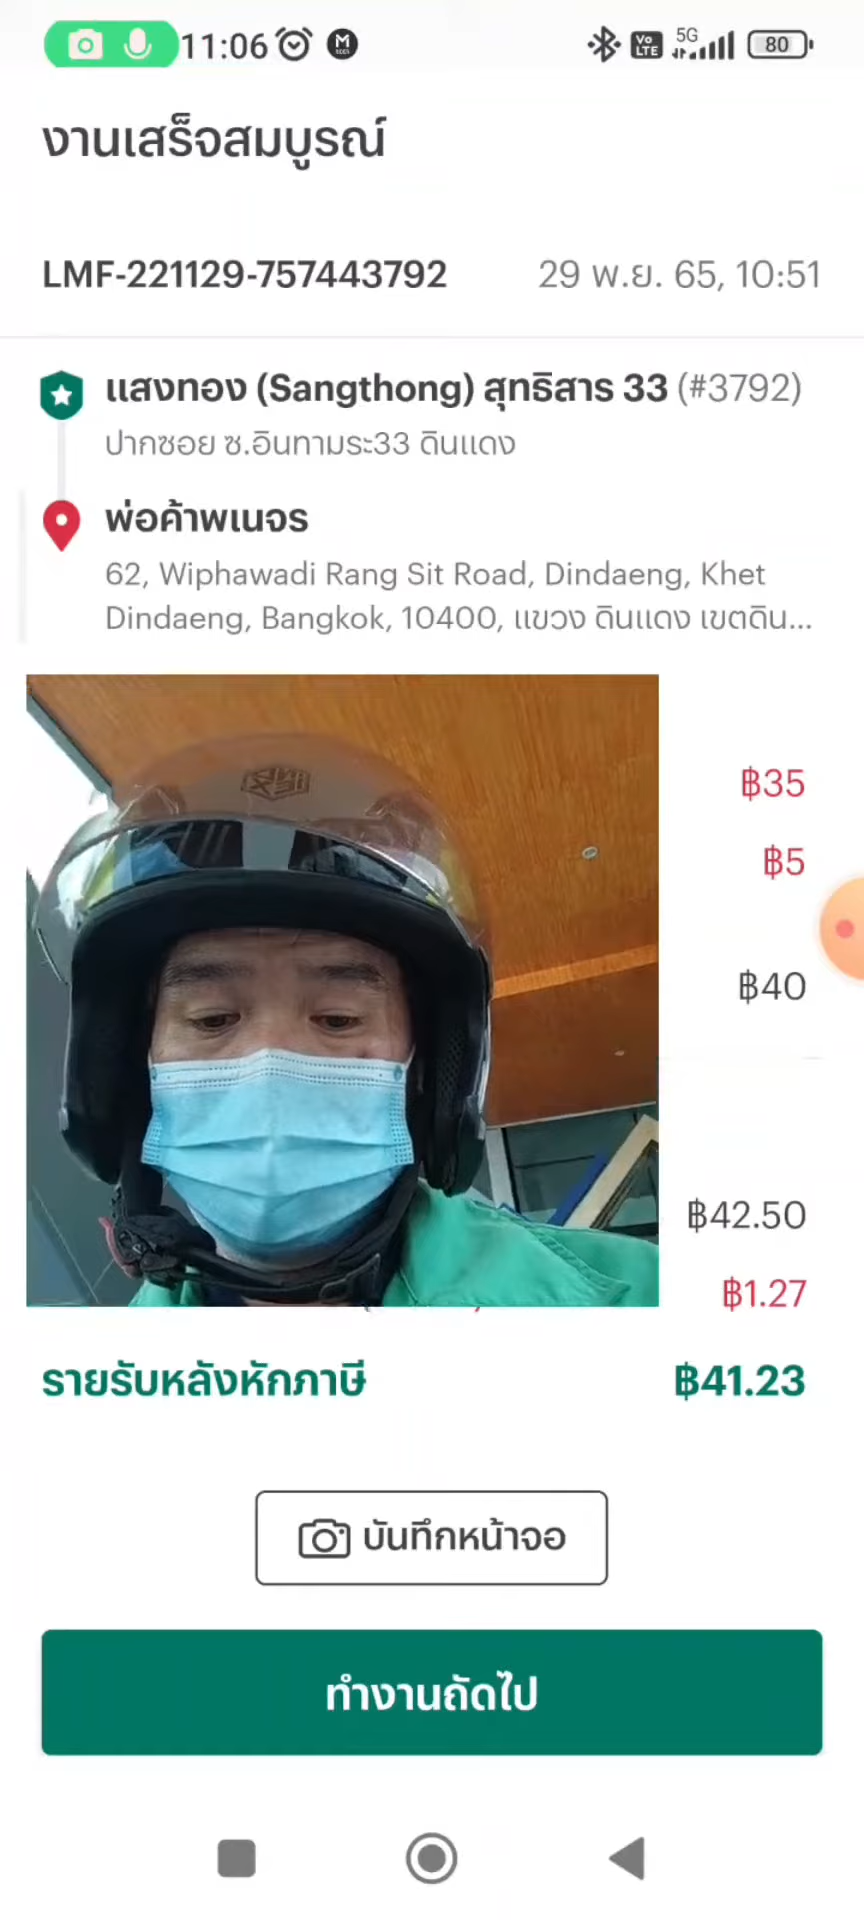 11:06
Vo LTE
5G
80
งานเสร็จสมบูรณ์
LMF-221129-757443792
29 พ.ย. 65, 10:51
แสงทอง (Sangthong) สุทธิสาร 33 (#3792)
ปากซอย ซ.อินทามระ33 ดินแดง
พ่อค้าพเนจร
62, Wiphawadi Rang Sit Road, Dindaeng, Khet
Dindaeng, Bangkok, 10400, แขวง ดินแดง เขตดิน...
฿35
฿5
฿40
฿42.50
฿1.27
รายรับหลังหักภาษี
฿41.23
บันทึกหน้าจอ
ทำงานถัดไป